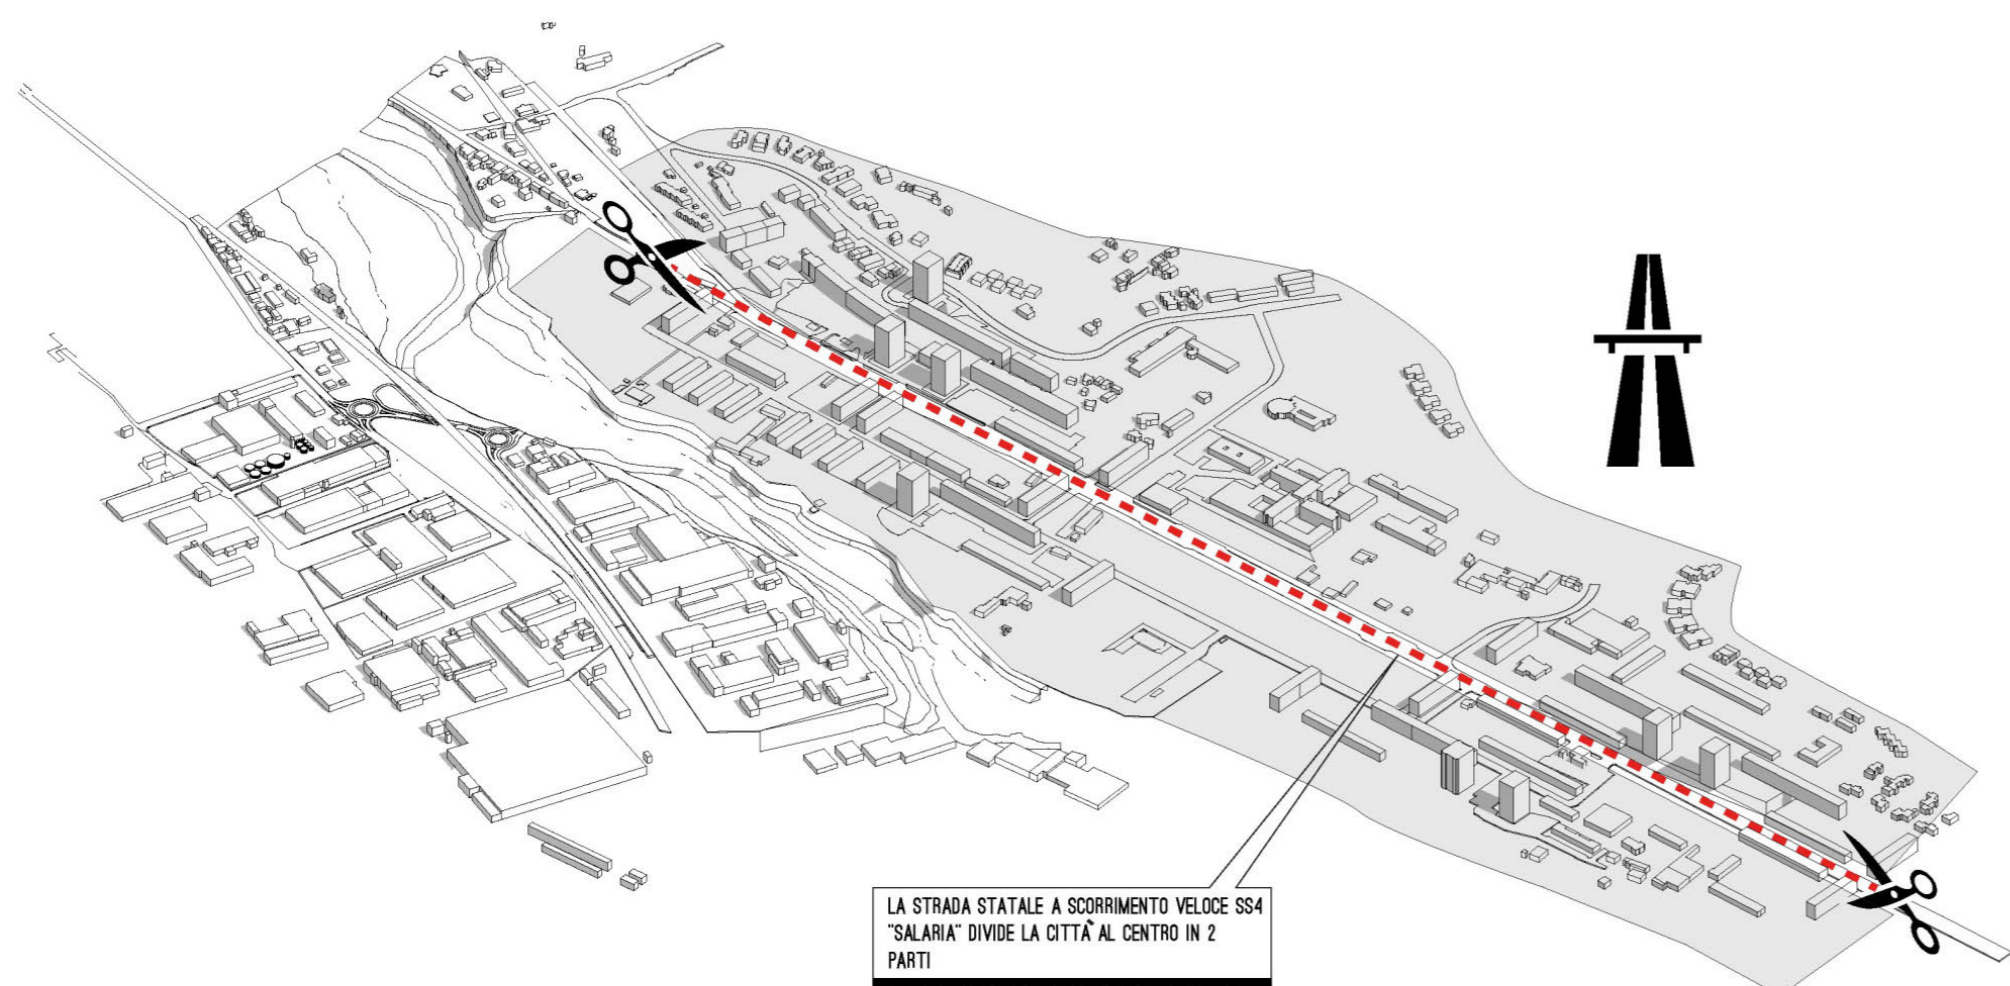 LA STRADA STATALE A SCORRIMENTO VELOCE SS4
"SALARIA" DIVIDE LA CITTÀ AL CENTRO IN 2
PARTI